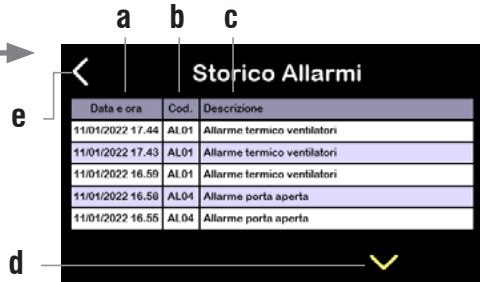 a b c
Storico Allarmi
e
Data e ora Cod. Descrizione
11/01/2022 17.44 AL01 Allarme termico ventilatori
11/01/2022 17.43 AL01 Allarme termico ventilatori
11/01/2022 16.59 AL01 Allarme termico ventilatori
11/01/2022 16.58 AL04 Allarme porta aperta
11/01/2022 16.55 AL04 Allarme porta aperta
d